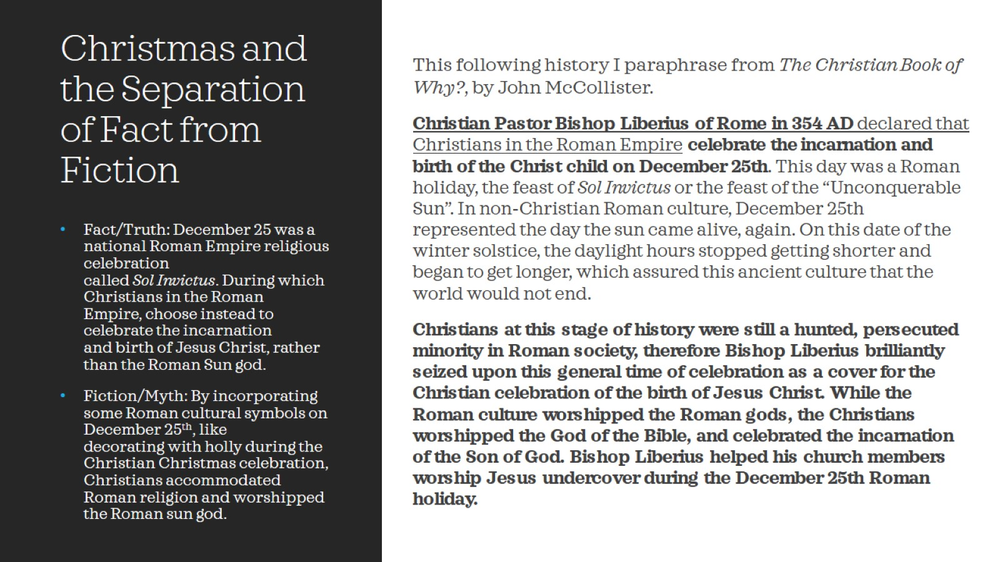 Christmas and
the Separation
of Fact from
Fiction
• Fact/Truth: December 25 was a
national Roman Empire religious
celebration
called Sol Invictus. During which
Christians in the Roman
Empire, choose instead to
celebrate the incarnation
and birth of Jesus Christ, rather
than the Roman Sun god.
• Fiction/Myth: By incorporating
some Roman cultural symbols on
December 25th, like
decorating with holly during the
Christian Christmas celebration,
Christians accommodated
Roman religion and worshipped
the Roman sun god.
This following history I paraphrase from The Christian Book of
Why?, by John McCollister.
Christian Pastor Bishop Liberius of Rome in 354 AD declared that
Christians in the Roman Empire celebrate the incarnation and
birth of the Christ child on December 25th. This day was a Roman
holiday, the feast of Sol Invictus or the feast of the “Unconquerable
Sun”. In non-Christian Roman culture, December 25th
represented the day the sun came alive, again. On this date of the
winter solstice, the daylight hours stopped getting shorter and
began to get longer, which assured this ancient culture that the
world would not end.
Christians at this stage of history were still a hunted, persecuted
minority in Roman society, therefore Bishop Liberius brilliantly
seized upon this general time of celebration as a cover for the
Christian celebration of the birth of Jesus Christ. While the
Roman culture worshipped the Roman gods, the Christians
worshipped the God of the Bible, and celebrated the incarnation
of the Son of God. Bishop Liberius helped his church members
worship Jesus undercover during the December 25th Roman
holiday.